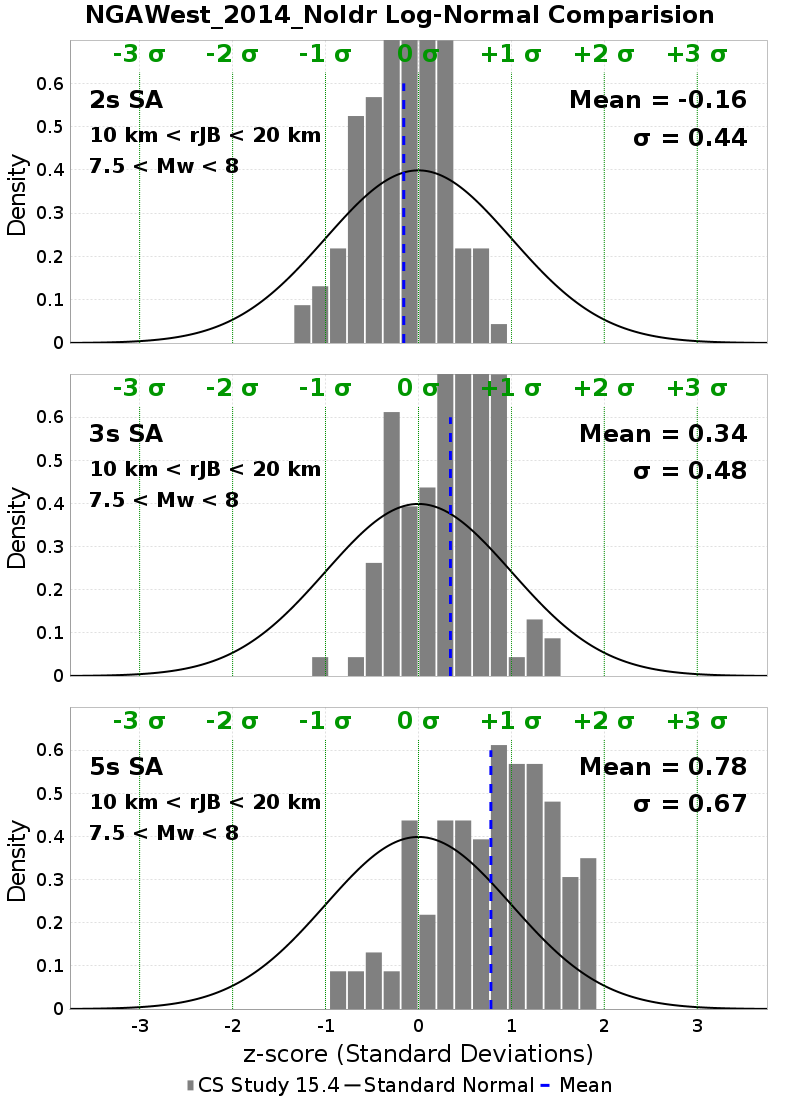 NGAWest_2014_NoIdr Log-Normal Comparision
-3 σ -2 σ -1 σ 0 σ +1 σ +2 σ +3 σ
2s SA Mean = -0.16
10 km < rJB < 20 km σ = 0.44
7.5 < Mw < 8
Density
0.6
0.5
0.4
0.3
0.2
0.1
0
-3 σ -2 σ -1 σ 0 σ +1 σ +2 σ +3 σ
3s SA Mean = 0.34
10 km < rJB < 20 km σ = 0.48
7.5 < Mw < 8
Density
0.6
0.5
0.4
0.3
0.2
0.1
0
-3 σ -2 σ -1 σ 0 σ +1 σ +2 σ +3 σ
5s SA Mean = 0.78
10 km < rJB < 20 km σ = 0.67
7.5 < Mw < 8
Density
0.6
0.5
0.4
0.3
0.2
0.1
0
-3 -2 -1 0 1 2 3
z-score (Standard Deviations)
CS Study 15.4 Standard Normal Mean